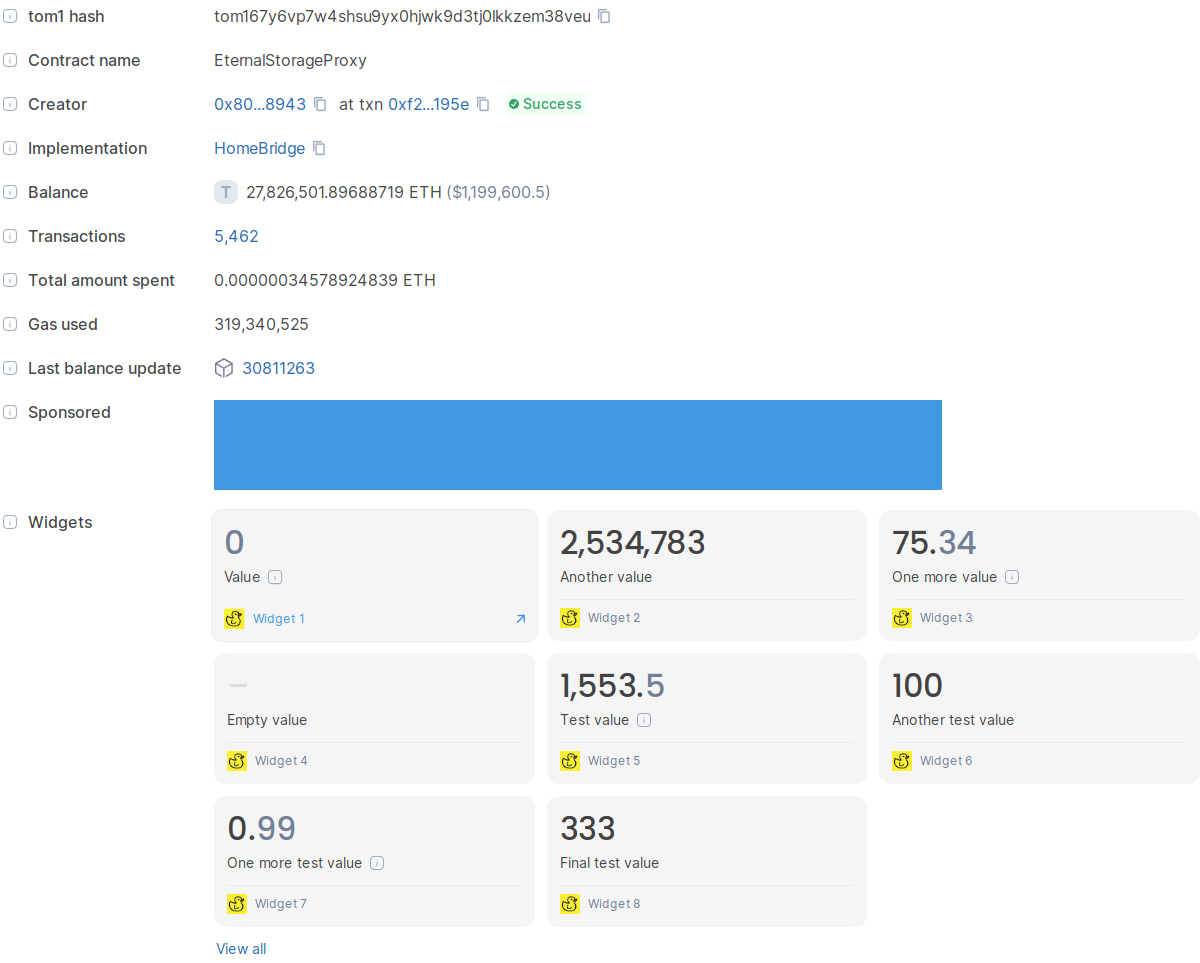 tom1 hash tom167y6vp7w4shsu9yx0hjwk9d3tj0lkkzem38veu
Contract name EternalStorageProxy
Creator 0x80...8943 at txn 0xf2...195e Success
Implementation HomeBridge
Balance T 27,826,501.89688719 ETH ($1,199,600.5)
Transactions 5,462
Total amount spent 0.00000034578924839 ETH
Gas used 319,340,525
Last balance update 30811263
Sponsored
Widgets
0
Value
Widget 1
2,534,783
Another value
Widget 2
75.34
One more value
Widget 3
—
Empty value
Widget 4
1,553.5
Test value
Widget 5
100
Another test value
Widget 6
0.99
One more test value
Widget 7
333
Final test value
Widget 8
View all